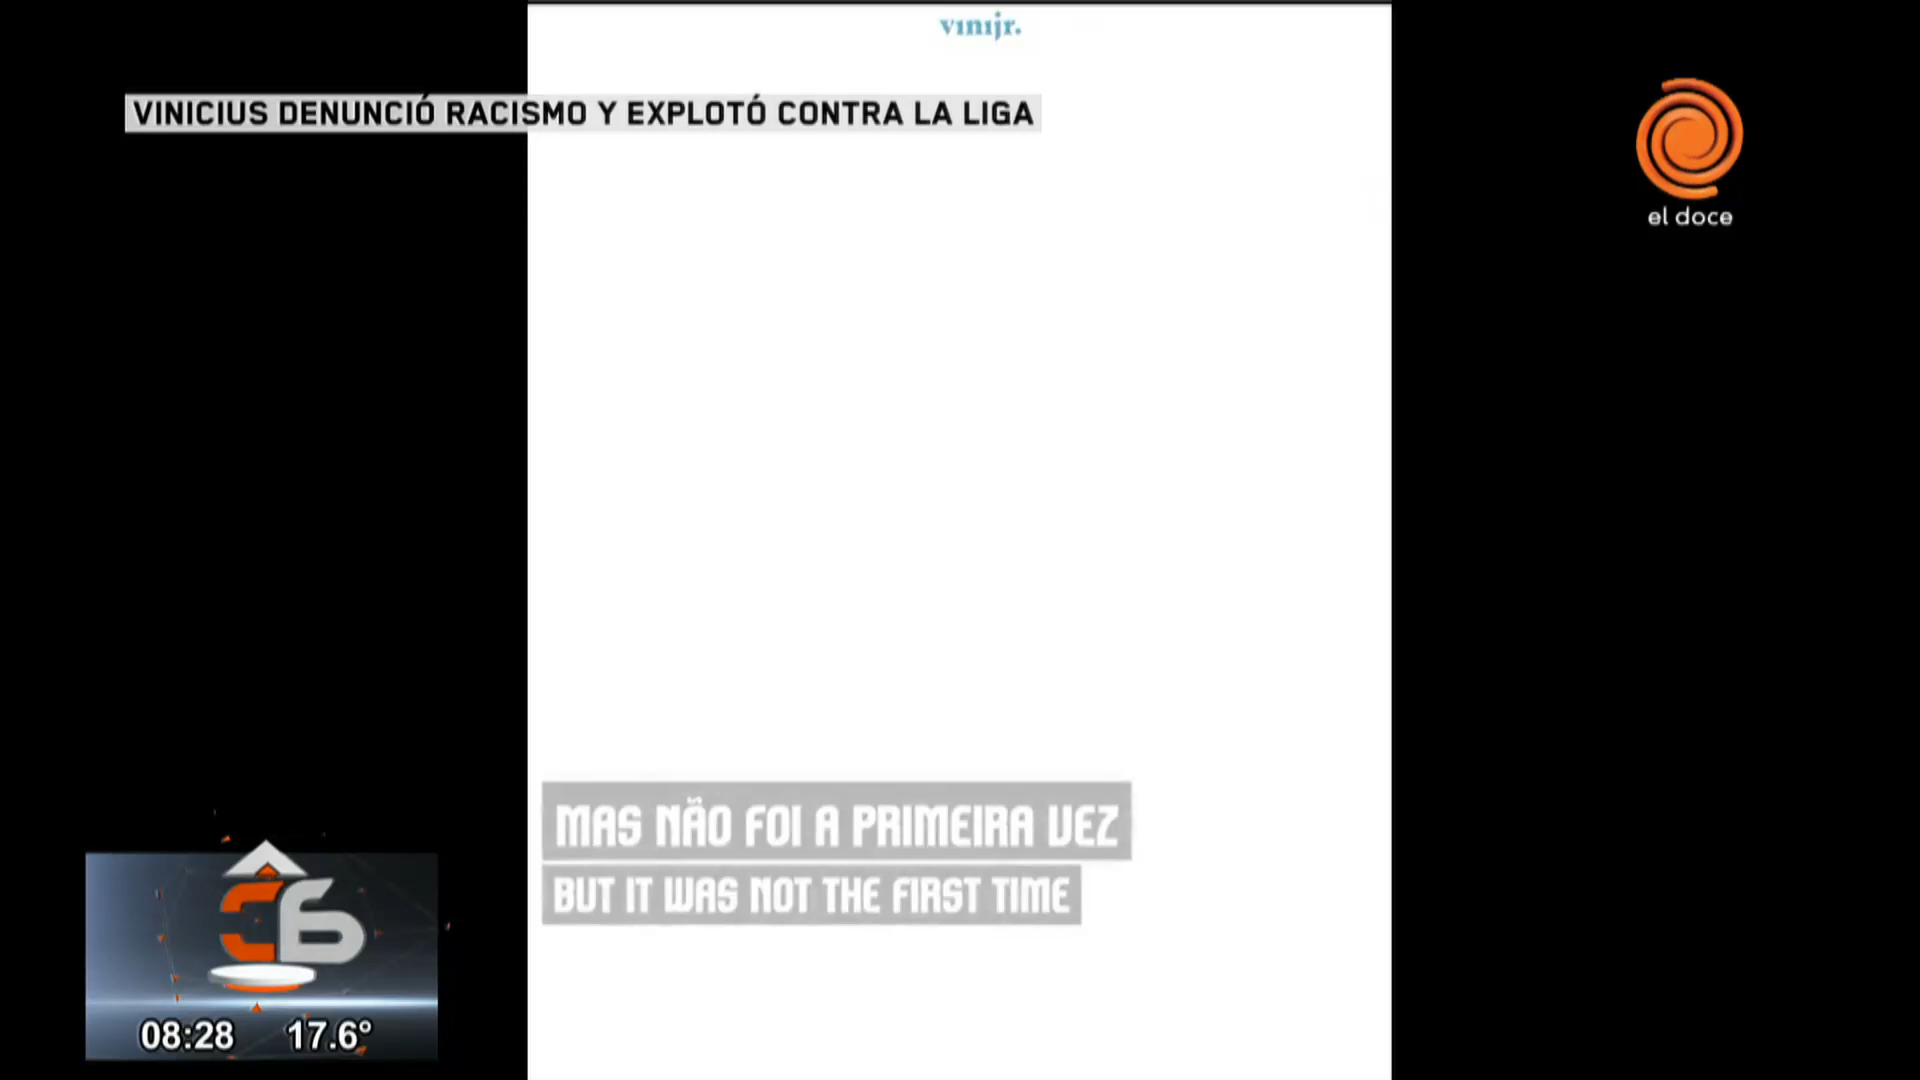 vinijr.
VINICIUS DENUNCIÓ RACISMO Y EXPLOTÓ CONTRA LA LIGA
el doce
MAS NÃO FOI A PRIMEIRA VEZ
BUT IT WAS NOT THE FIRST TIME
08:28 17.6°